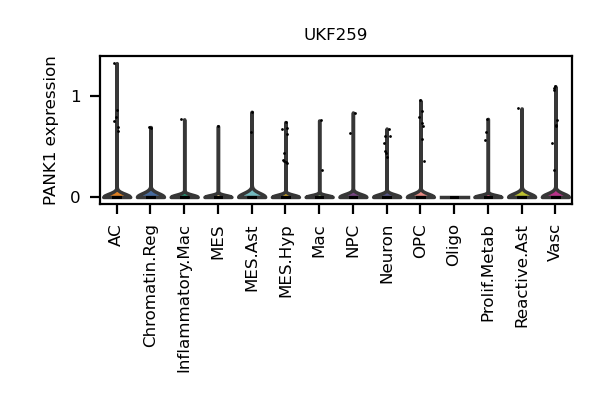 UKF259
PANK1 expression
1
0
AC
Chromatin.Reg
Inflammatory.Mac
MES
MES.Ast
MES.Hyp
Mac
NPC
Neuron
OPC
Oligo
Prolif.Metab
Reactive.Ast
Vasc